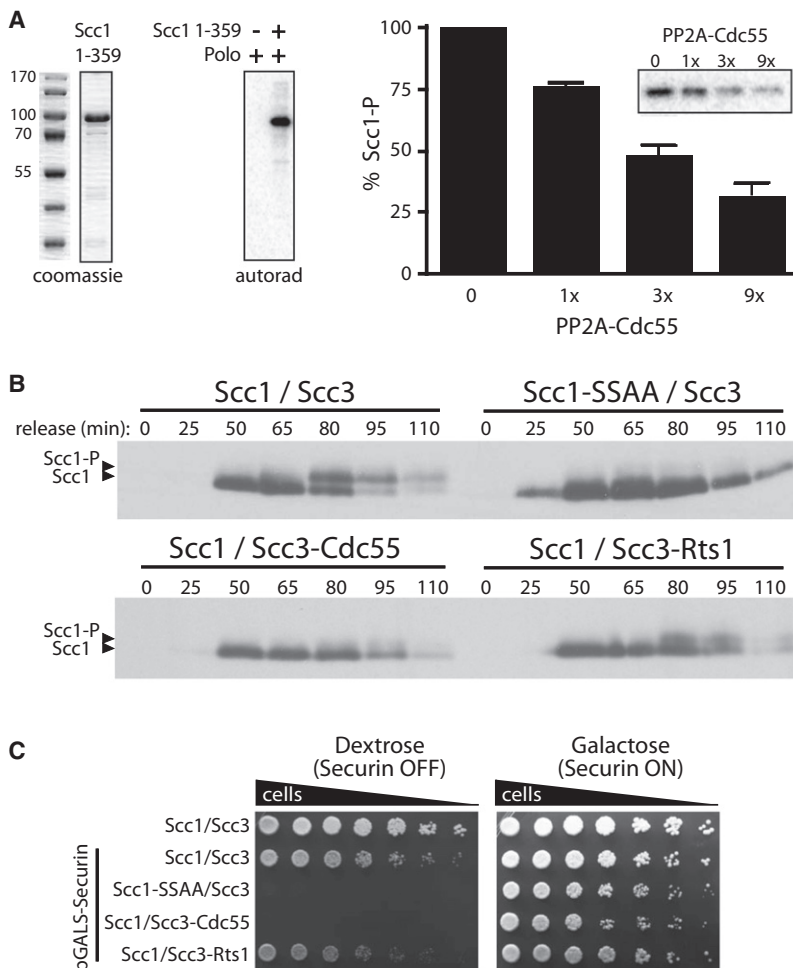 A
Scc1
1-359
170
100
70
55
coomassie
Scc1 1-359 - +
Polo + +
autorad
% Scc1-P
100
75
50
25
0
PP2A-Cdc55
0 1x 3x 9x
0 1x 3x 9x
PP2A-Cdc55
B
Scc1 / Scc3
Scc1-SSAA / Scc3
release (min): 0 25 50 65 80 95 110 0 25 50 65 80 95 110
Scc1-P
Scc1
Scc1 / Scc3-Cdc55
Scc1 / Scc3-Rts1
0 25 50 65 80 95 110 0 25 50 65 80 95 110
Scc1-P
Scc1
C
Dextrose
(Securin OFF)
Galactose
(Securin ON)
cells
cells
Scc1/Scc3
pGALS-Securin
Scc1/Scc3
Scc1-SSAA/Scc3
Scc1/Scc3-Cdc55
Scc1/Scc3-Rts1